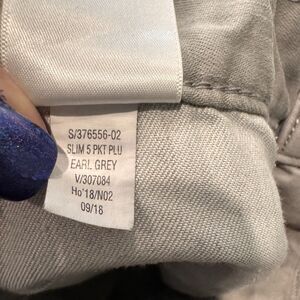 S/376556-02
SLIM 5 PKT PLU
EARL GREY
V/307084
Ho'18/N02
09/18